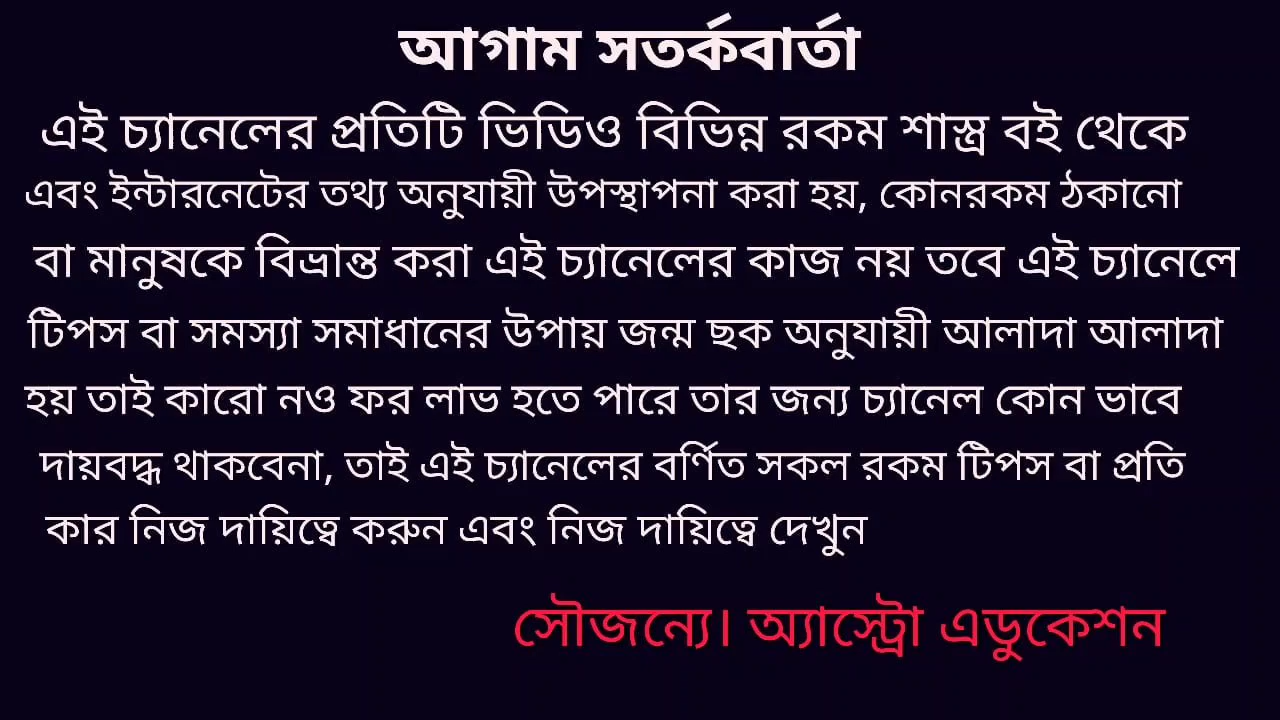 আগাম সতর্কবার্তা
এই চ্যানেলের প্রতিটি ভিডিও বিভিন্ন রকম শাস্ত্র বই থেকে
এবং ইন্টারনেটের তথ্য অনুযায়ী উপস্থাপনা করা হয়, কোনরকম ঠকানো
বা মানুষকে বিভ্রান্ত করা এই চ্যানেলের কাজ নয় তবে এই চ্যানেলে
টিপস বা সমস্যা সমাধানের উপায় জন্ম ছক অনুযায়ী আলাদা আলাদা
হয় তাই কারো নও ফর লাভ হতে পারে তার জন্য চ্যানেল কোন ভাবে
দায়বদ্ধ থাকবেনা, তাই এই চ্যানেলের বর্ণিত সকল রকম টিপস বা প্রতি
কার নিজ দায়িত্বে করুন এবং নিজ দায়িত্বে দেখুন
সৌজন্যে। অ্যাস্ট্রো এডুকেশন